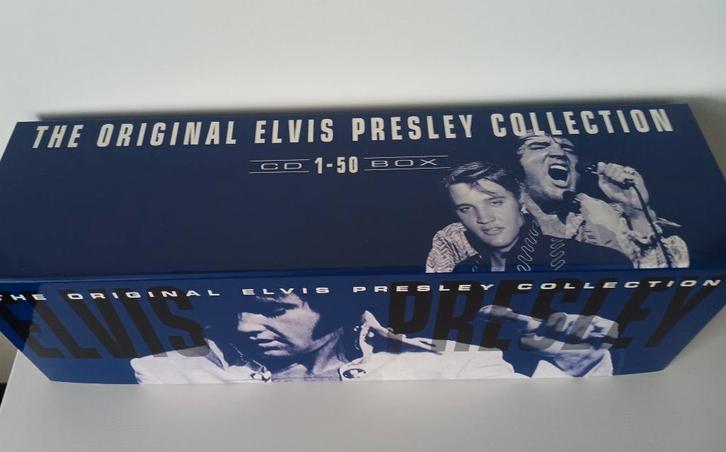 THE ORIGINAL ELVIS PRESLEY COLLECTION
CD 1-50 BOX
THE ORIGINAL ELVIS PRESLEY COLLECTION
ELVIS PRESLEY